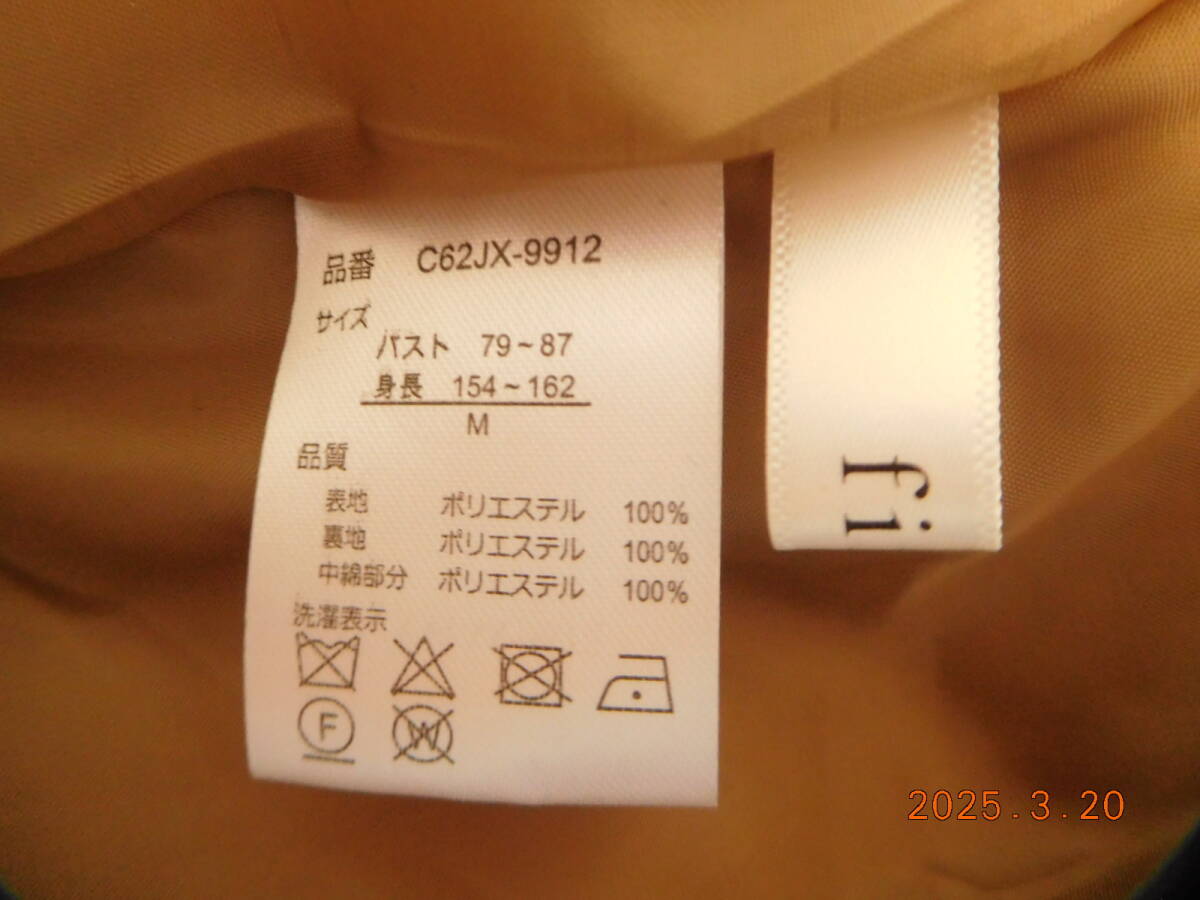 品番 C62JX-9912
サイズ
バスト 79~87
身長 154~162
M
品質
表地 ポリエステル 100%
裏地 ポリエステル 100%
中綿部分 ポリエステル 100%
洗濯表示
F W
fi
2025.3.20